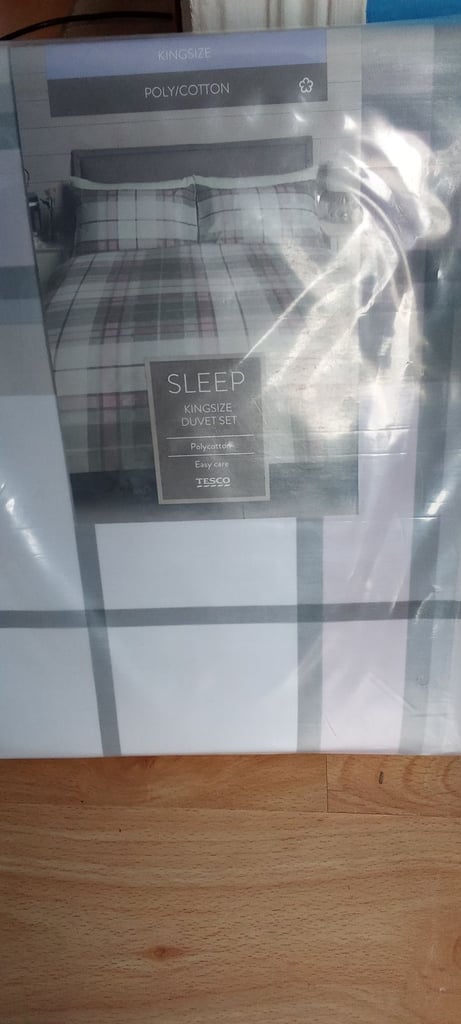 KINGSIZE
POLY/COTTON
SLEEP
KINGSIZE
DUVET SET
Polycotton
Easy care
TESCO